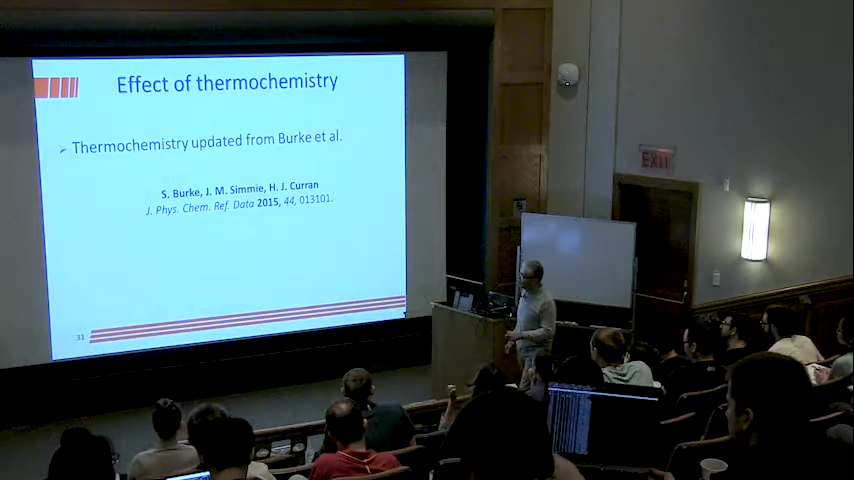 Effect of thermochemistry
➢ Thermochemistry updated from Burke et al.
S. Burke, J. M. Simmie, H. J. Curran
J. Phys. Chem. Ref. Data 2015, 44, 013101.
31
EXIT